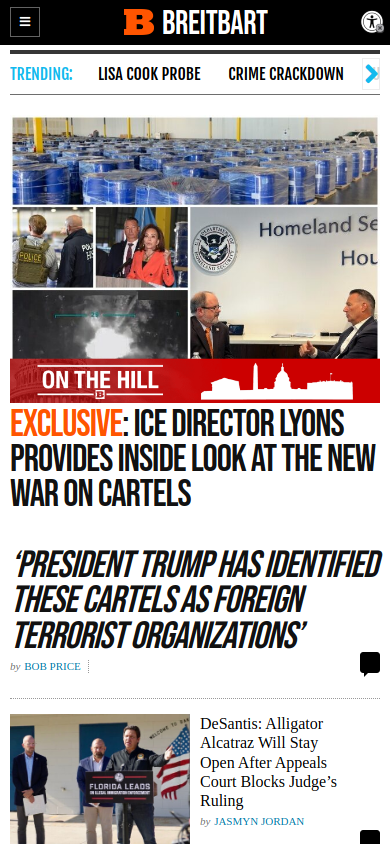 BREITBART
TRENDING:
LISA COOK PROBE
CRIME CRACKDOWN
POLICE
POLICE
Homeland Se
Hou
ON THE HILL
EXCLUSIVE: ICE DIRECTOR LYONS
PROVIDES INSIDE LOOK AT THE NEW
WAR ON CARTELS
‘PRESIDENT TRUMP HAS IDENTIFIED
THESE CARTELS AS FOREIGN
TERRORIST ORGANIZATIONS’
by BOB PRICE
FLORIDA LEADS
DeSantis: Alligator
Alcatraz Will Stay
Open After Appeals
Court Blocks Judge’s
Ruling
by JASMYN JORDAN